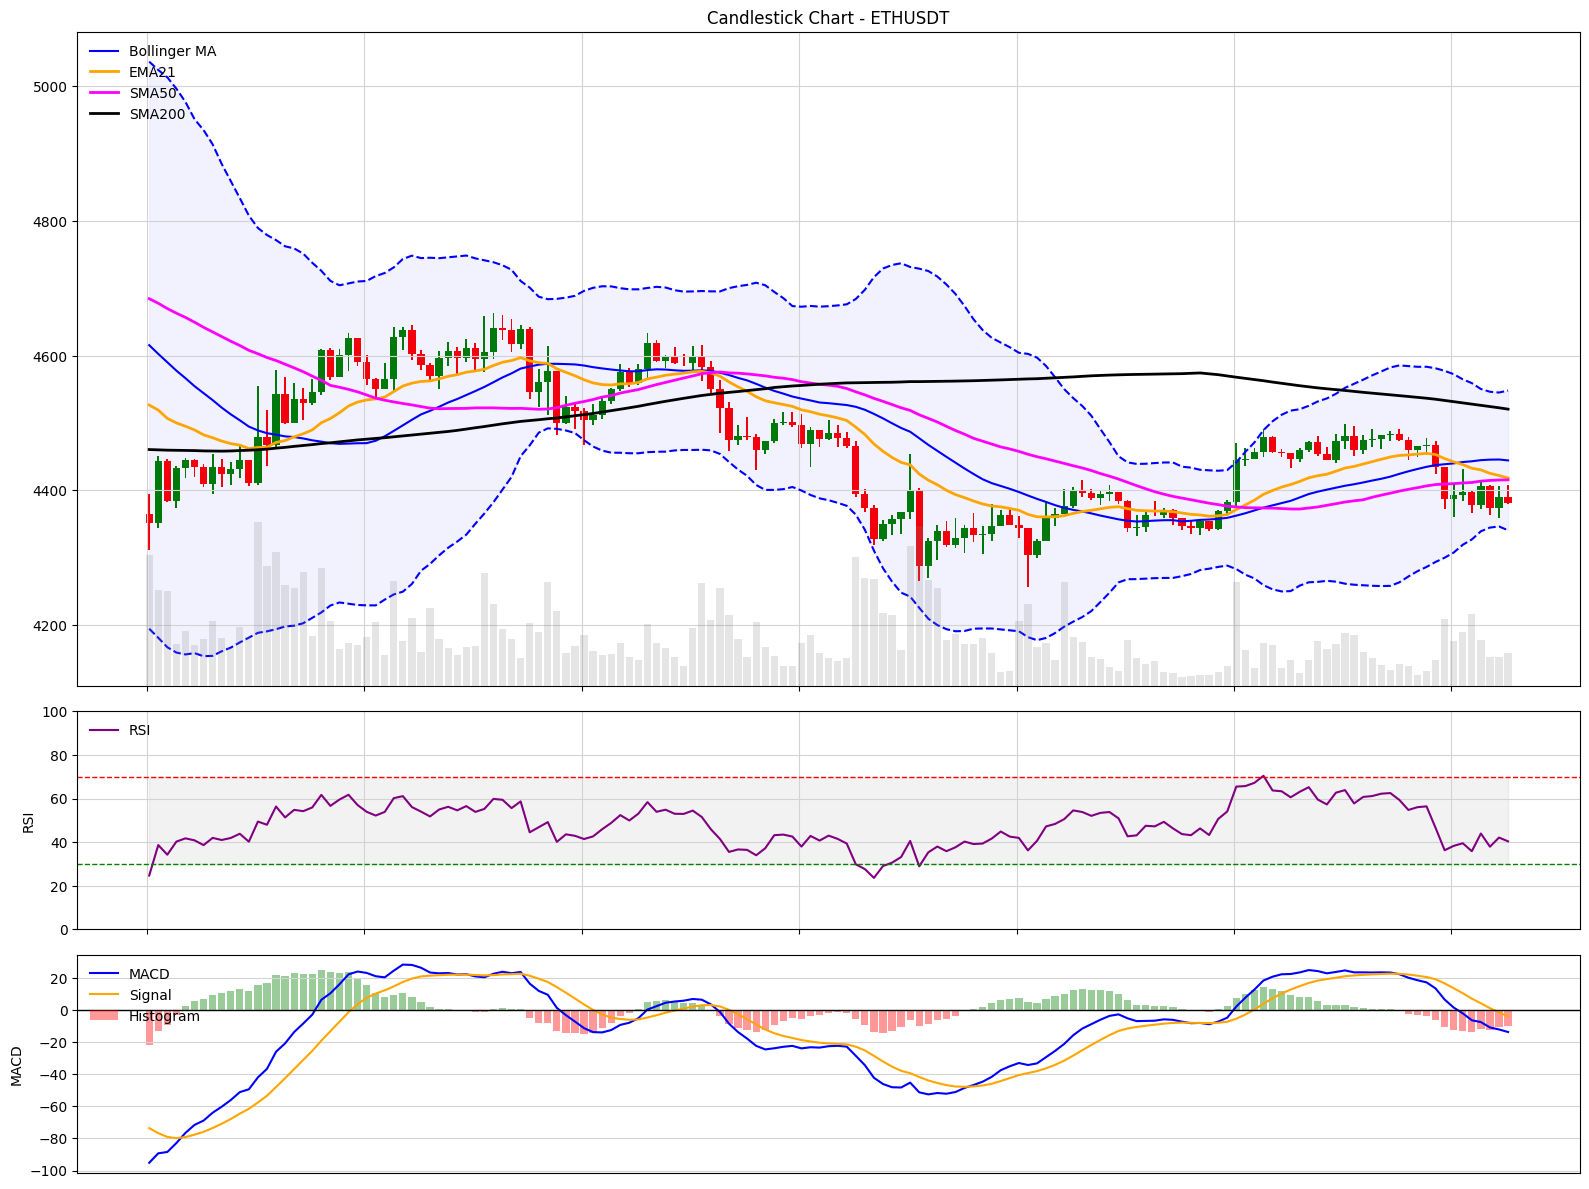 Candlestick Chart - ETHUSDT
Bollinger MA
EMA21
SMA50
SMA200
5000
4800
4600
4400
4200
RSI
100
80
60
40
20
0
RSI
MACD
Signal
Histogram
20
0
−20
−40
−60
−80
−100
MACD